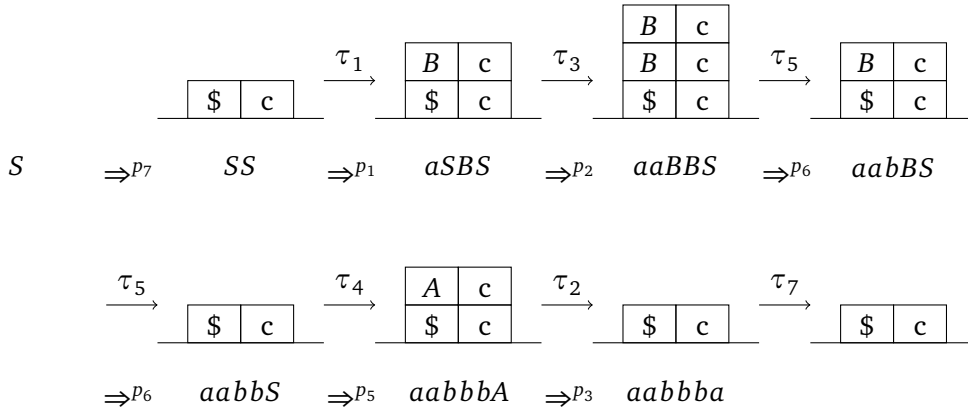 B c
τ₁ B c τ₃ B c τ₅ B c
$ c $ c $ c $ c
S ⇒ᵖ⁷ SS ⇒ᵖ¹ aSBS ⇒ᵖ² aaBBS ⇒ᵖ⁶ aabBS
τ₅ τ₄ A c τ₂ τ₇
$ c $ c $ c $ c
⇒ᵖ⁶ aabbS ⇒ᵖ⁵ aabbbA ⇒ᵖ³ aabbba